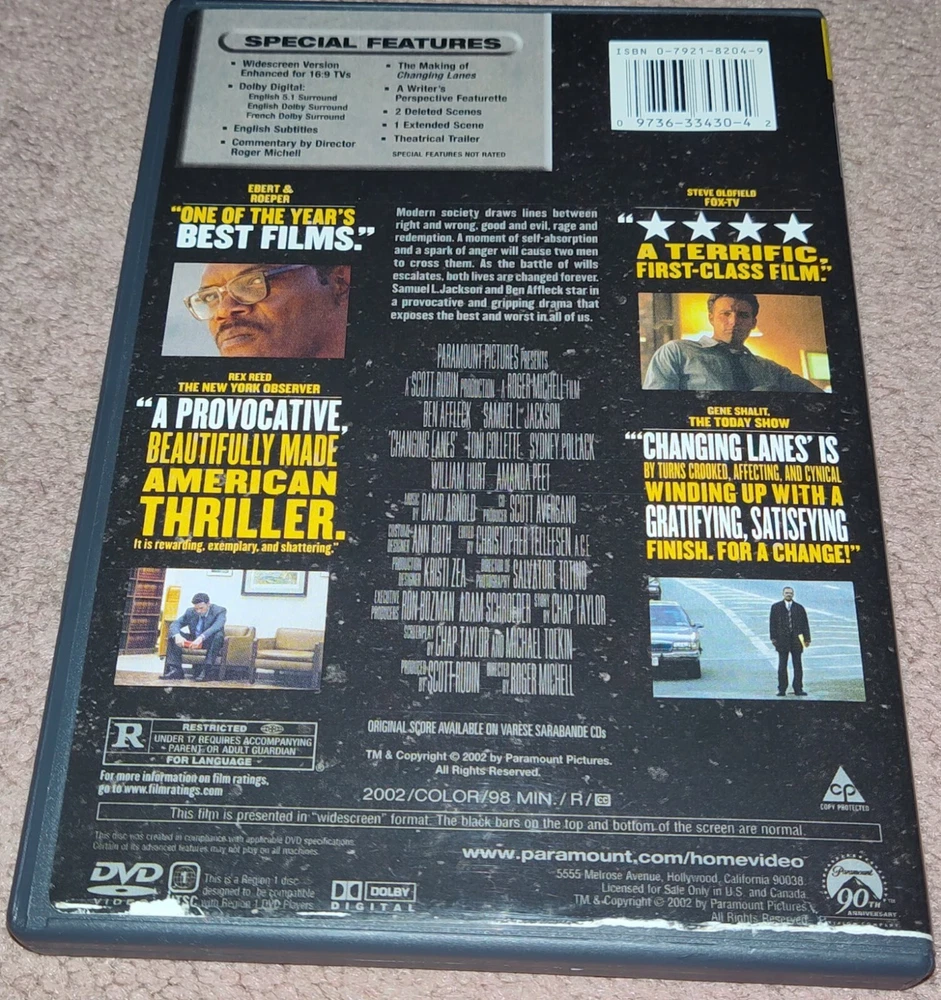 SPECIAL FEATURES
▪ Widescreen Version
Enhanced for 16:9 TVs
▪ Dolby Digital:
English 5.1 Surround
English Dolby Surround
French Dolby Surround
▪ English Subtitles
▪ Commentary by Director
Roger Michell
▪ The Making of
Changing Lanes
▪ A Writer's
Perspective Featurette
▪ 2 Deleted Scenes
▪ 1 Extended Scene
▪ Theatrical Trailer
SPECIAL FEATURES NOT RATED
ISBN 0-7921-8204-9
0 9736-33430-4 2
EBERT &
ROEPER
"ONE OF THE YEAR'S
BEST FILMS."
REX REED
THE NEW YORK OBSERVER
"A PROVOCATIVE,
BEAUTIFULLY MADE
AMERICAN
THRILLER.
It is rewarding, exemplary, and shattering."
Modern society draws lines between
right and wrong, good and evil, rage and
redemption. A moment of self-absorption
and a spark of anger will cause two men
to cross them. As the battle of wills
escalates, both lives are changed forever.
Samuel L. Jackson and Ben Affleck star in
a provocative and gripping drama that
exposes the best and worst in all of us.
STEVE OLDFIELD
FOX-TV
"★★★★
A TERRIFIC,
FIRST-CLASS FILM."
GENE SHALIT,
THE TODAY SHOW
"'CHANGING LANES' IS
BY TURNS CROOKED, AFFECTING, AND CYNICAL
WINDING UP WITH A
GRATIFYING, SATISFYING
FINISH. FOR A CHANGE!"
PARAMOUNT PICTURES PRESENTS
A SCOTT RUDIN PRODUCTION A ROGER MICHELL FILM
BEN AFFLECK SAMUEL L. JACKSON
'CHANGING LANES' TONI COLLETTE SYDNEY POLLACK
WILLIAM HURT AMANDA PEET
MUSIC BY DAVID ARNOLD CO PRODUCER SCOTT AVERSANO
COSTUME DESIGNER ANN ROTH EDITED BY CHRISTOPHER TELLEFSEN, A.C.E.
PRODUCTION DESIGNER KRISTI ZEA DIRECTOR OF PHOTOGRAPHY SALVATORE TOTINO
EXECUTIVE PRODUCERS RON BOZMAN ADAM SCHROEDER STORY BY CHAP TAYLOR
SCREENPLAY BY CHAP TAYLOR AND MICHAEL TOLKIN
PRODUCED BY SCOTT RUDIN DIRECTED BY ROGER MICHELL
ORIGINAL SCORE AVAILABLE ON VARÈSE SARABANDE CDs
TM & Copyright © 2002 by Paramount Pictures.
All Rights Reserved.
2002/COLOR/98 MIN./R/CC
R
RESTRICTED
UNDER 17 REQUIRES ACCOMPANYING
PARENT OR ADULT GUARDIAN
FOR LANGUAGE
®
For more information on film ratings,
go to www.filmratings.com
CP
COPY PROTECTED
This film is presented in "widescreen" format. The black bars on the top and bottom of the screen are normal.
This disc was created in compliance with applicable DVD specifications.
Certain of its advanced features may not play on all machines.
DVD
VIDEO
1
NTSC
This is a Region 1 disc
designed to be compatible
with Region 1 DVD Players
DOLBY
DIGITAL
www.paramount.com/homevideo
5555 Melrose Avenue, Hollywood, California 90038.
Licensed for Sale Only in U.S. and Canada.
TM & Copyright © 2002 by Paramount Pictures.
All Rights Reserved.
Paramount
90TH
ANNIVERSARY